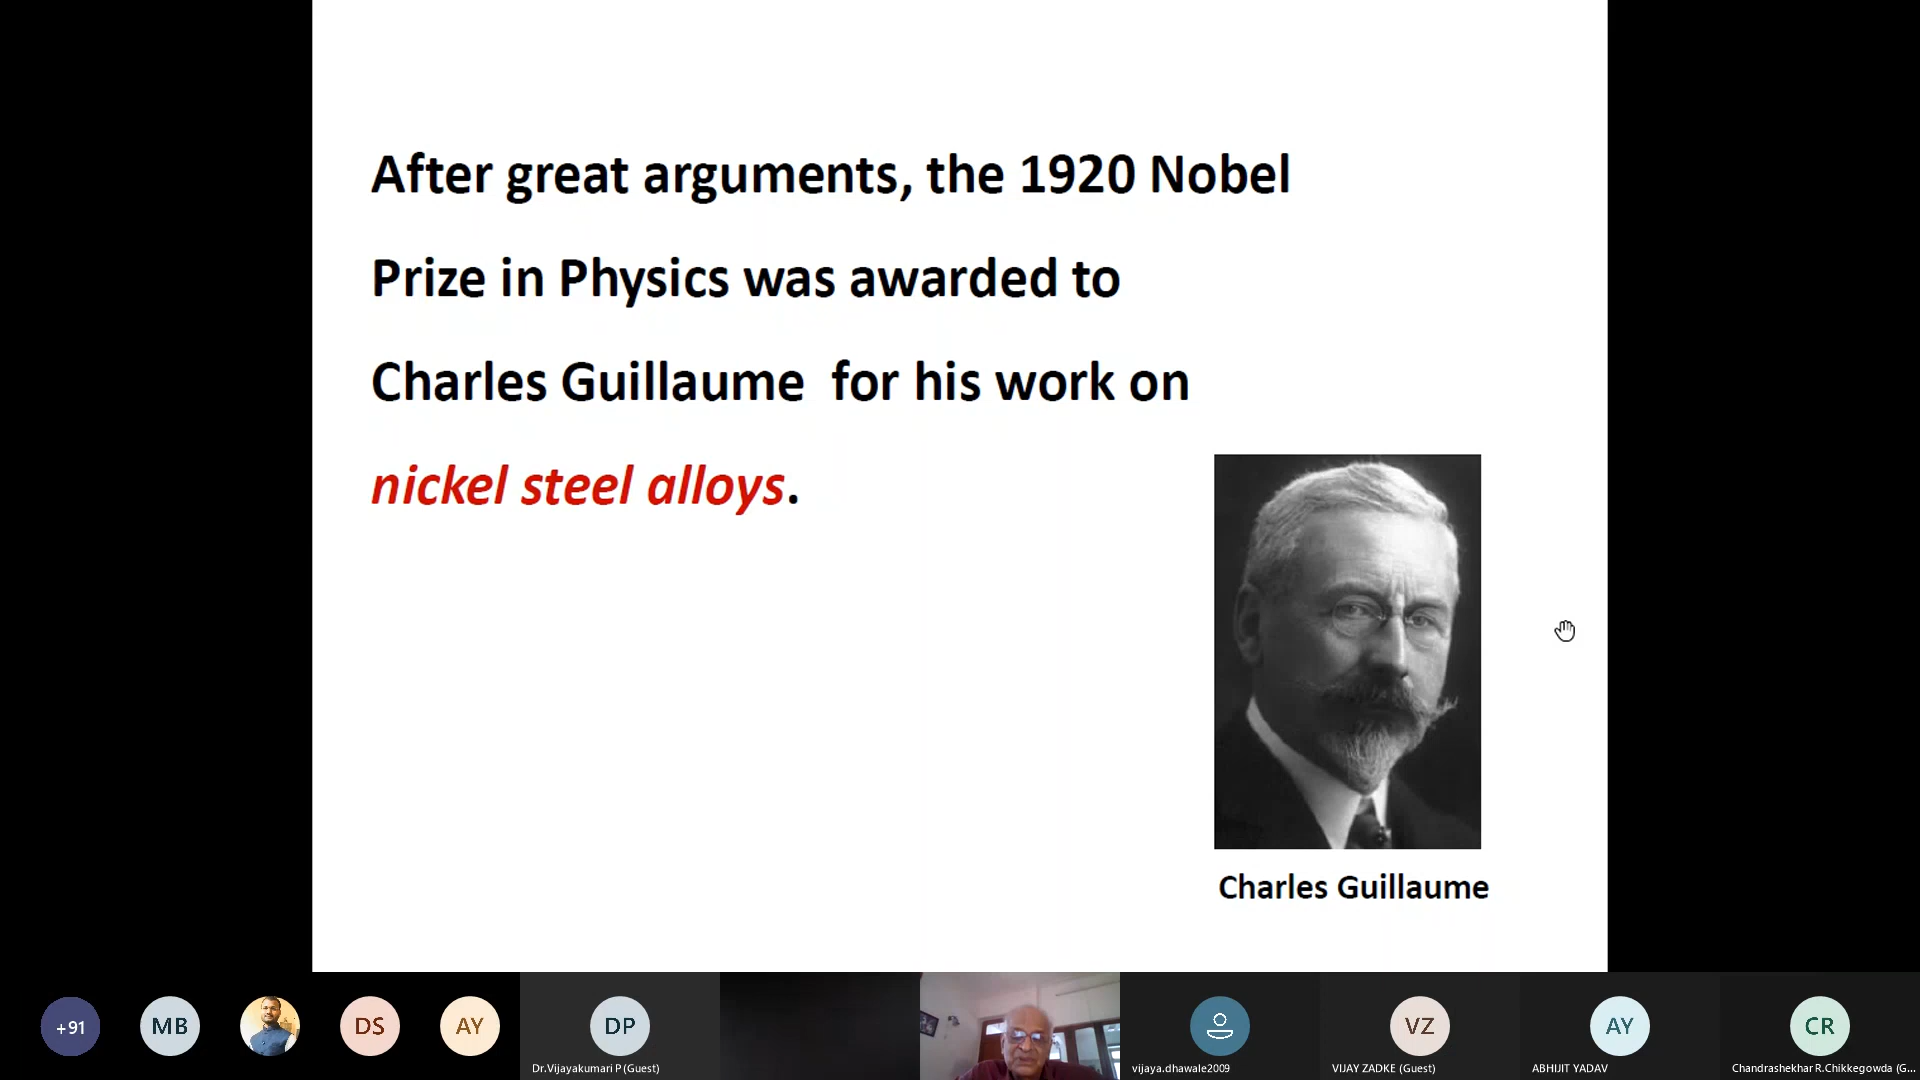 After great arguments, the 1920 Nobel
Prize in Physics was awarded to
Charles Guillaume for his work on
nickel steel alloys.
Charles Guillaume
+91
MB
DS
AY
DP
Dr.Vijayakumari P (Guest)
vijaya.dhawale2009
VZ
VIJAY ZADKE (Guest)
AY
ABHIJIT YADAV
CR
Chandrashekhar R.Chikkegowda (G...